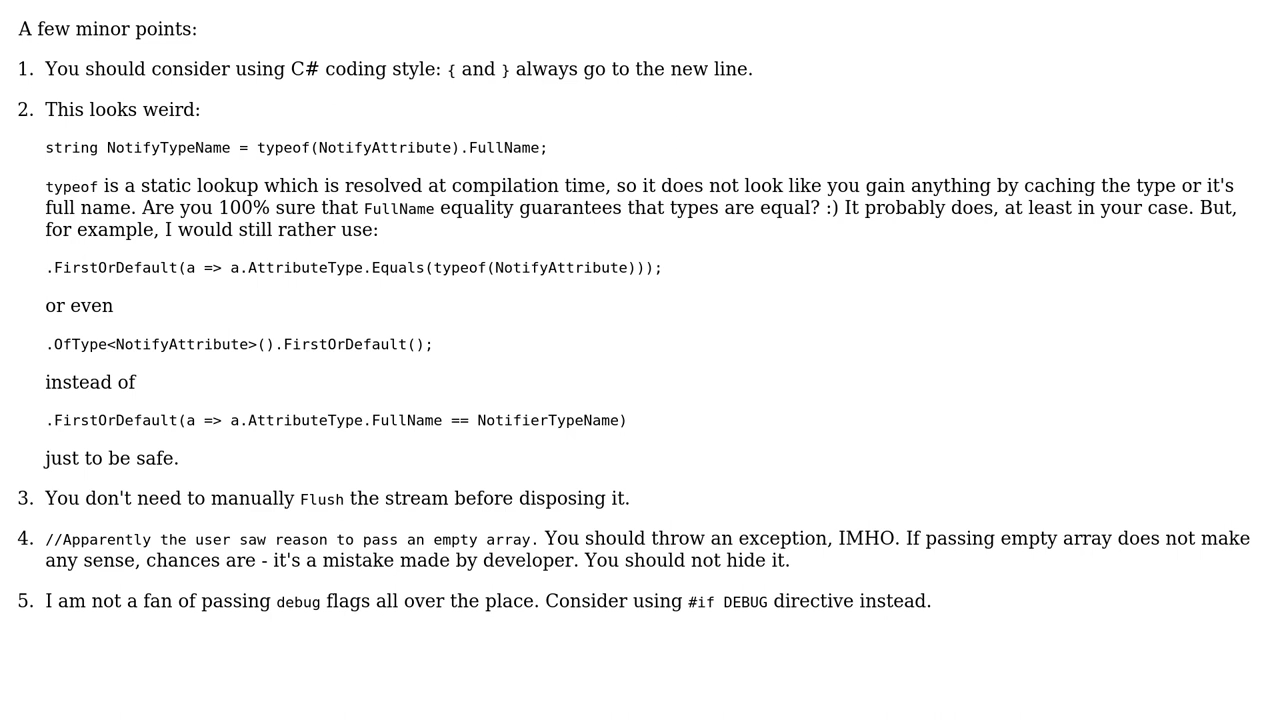 A few minor points:
1. You should consider using C# coding style: { and } always go to the new line.
2. This looks weird:
string NotifyTypeName = typeof(NotifyAttribute).FullName;
typeof is a static lookup which is resolved at compilation time, so it does not look like you gain anything by caching the type or it's
full name. Are you 100% sure that FullName equality guarantees that types are equal? :) It probably does, at least in your case. But,
for example, I would still rather use:
.FirstOrDefault(a => a.AttributeType.Equals(typeof(NotifyAttribute)));
or even
.OfType<NotifyAttribute>().FirstOrDefault();
instead of
.FirstOrDefault(a => a.AttributeType.FullName == NotifierTypeName)
just to be safe.
3. You don't need to manually Flush the stream before disposing it.
4. //Apparently the user saw reason to pass an empty array. You should throw an exception, IMHO. If passing empty array does not make
any sense, chances are - it's a mistake made by developer. You should not hide it.
5. I am not a fan of passing debug flags all over the place. Consider using #if DEBUG directive instead.